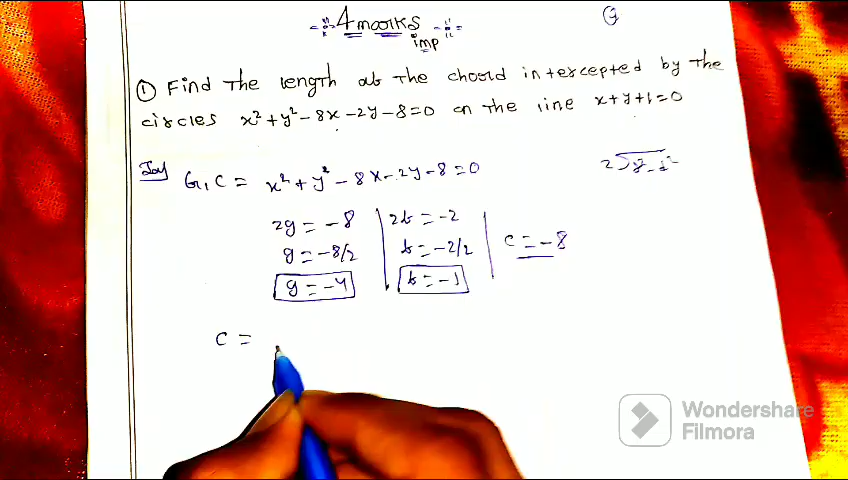 4 marks
imp
① Find the length of the chord intercepted by the
circles x² + y² - 8x - 2y - 8 = 0 on the line x + y + 1 = 0
Sol G.C = x² + y² - 8x - 2y - 8 = 0
2g = -8 2f = -2
g = -8/2 f = -2/2 c = -8
g = -4 f = -1
c =
Wondershare
Filmora